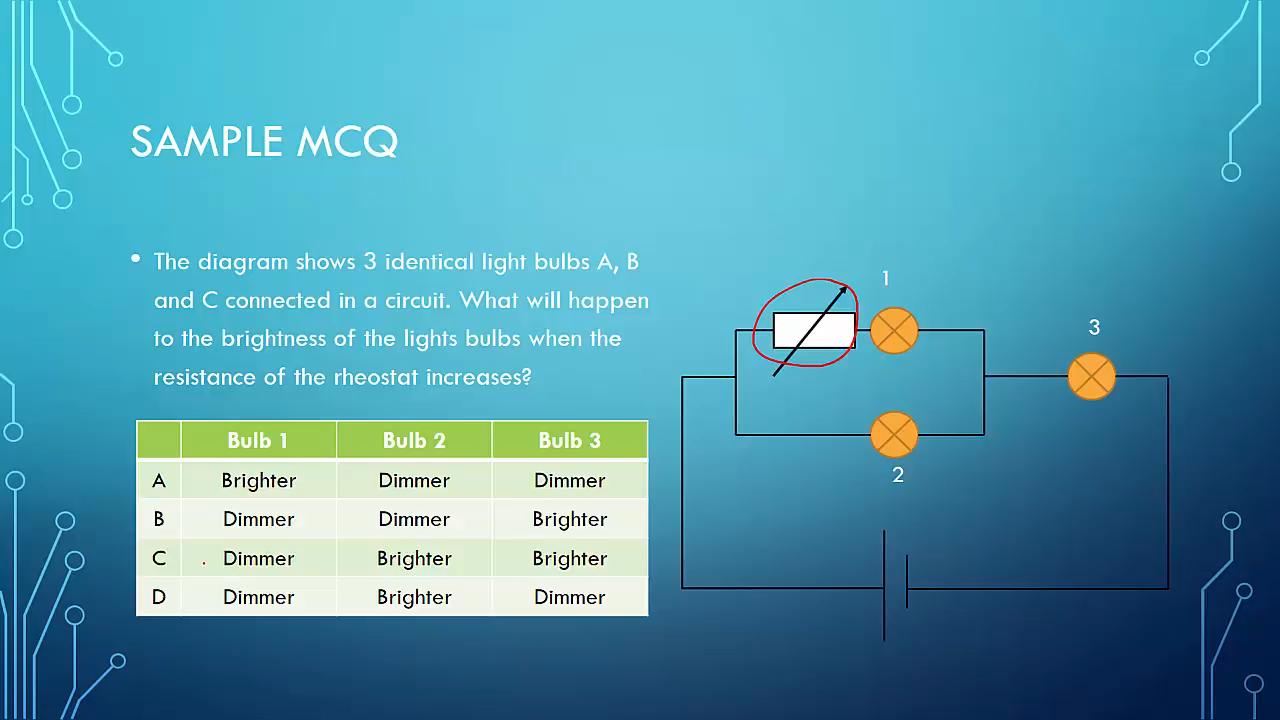 SAMPLE MCQ
• The diagram shows 3 identical light bulbs A, B
and C connected in a circuit. What will happen
to the brightness of the lights bulbs when the
resistance of the rheostat increases?
Bulb 1 Bulb 2 Bulb 3
A Brighter Dimmer Dimmer
B Dimmer Dimmer Brighter
C Dimmer Brighter Brighter
D Dimmer Brighter Dimmer
1
3
2